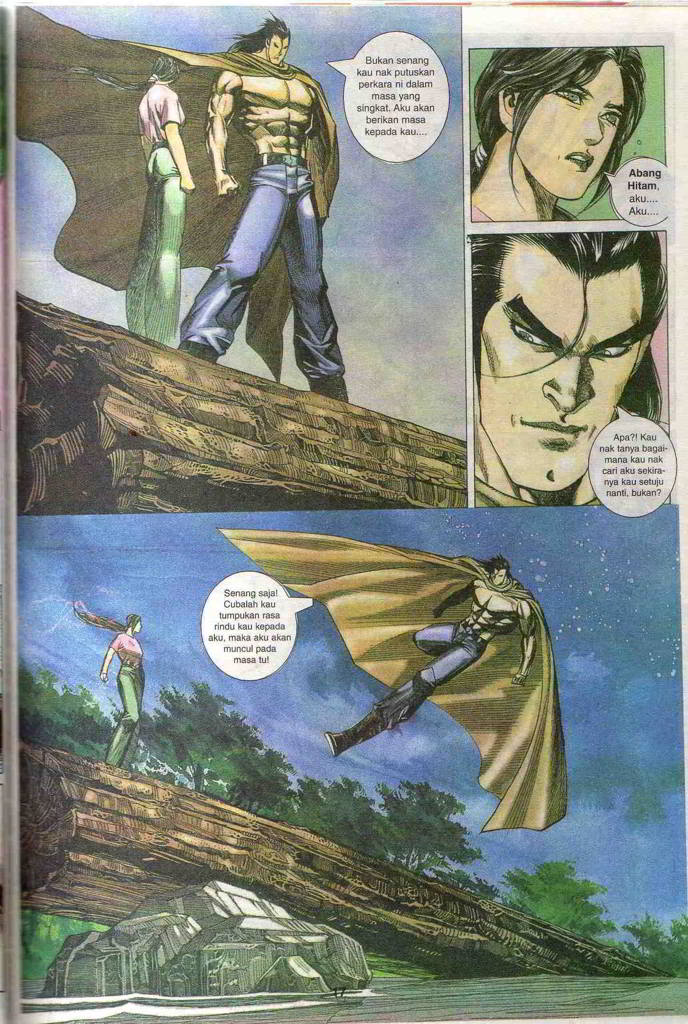 Bukan senang
kau nak putuskan
perkara ni dalam
masa yang
singkat. Aku akan
berikan masa
kepada kau....
Abang
Hitam,
aku....
Aku....
Apa?! Kau
nak tanya bagai-
mana kau nak
cari aku sekira-
nya kau setuju
nanti, bukan?
Senang saja!
Cubalah kau
tumpukan rasa
rindu kau kepada
aku, maka aku akan
muncul pada
masa tu!
17